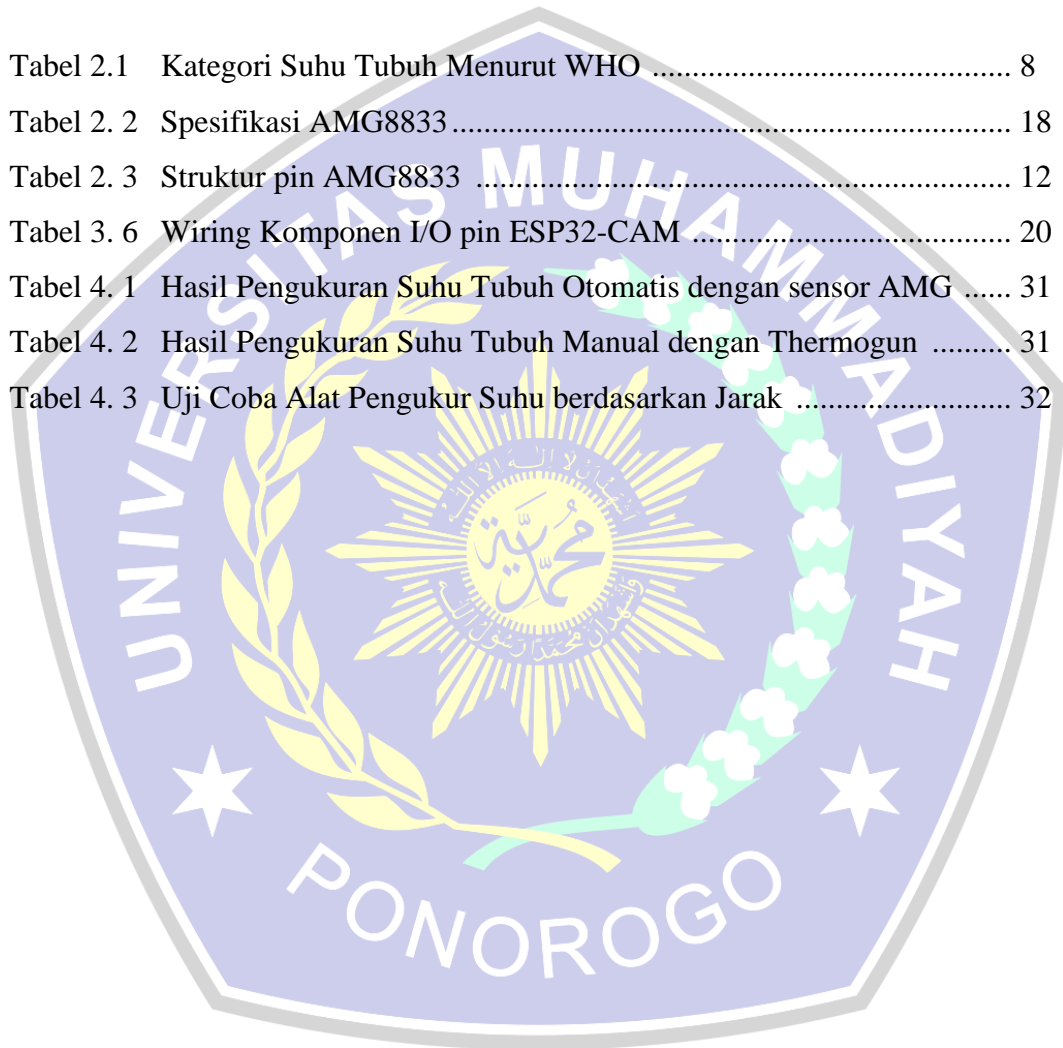 Tabel 2.1 Kategori Suhu Tubuh Menurut WHO ........................................... 8
Tabel 2. 2 Spesifikasi AMG8833................................................................... 18
Tabel 2. 3 Struktur pin AMG8833 ................................................................ 12
Tabel 3. 6 Wiring Komponen I/O pin ESP32-CAM ...................................... 20
Tabel 4. 1 Hasil Pengukuran Suhu Tubuh Otomatis dengan sensor AMG ...... 31
Tabel 4. 2 Hasil Pengukuran Suhu Tubuh Manual dengan Thermogun .......... 31
Tabel 4. 3 Uji Coba Alat Pengukur Suhu berdasarkan Jarak .......................... 32
UNIVERSITAS MUHAMMADIYAH
PONOROGO